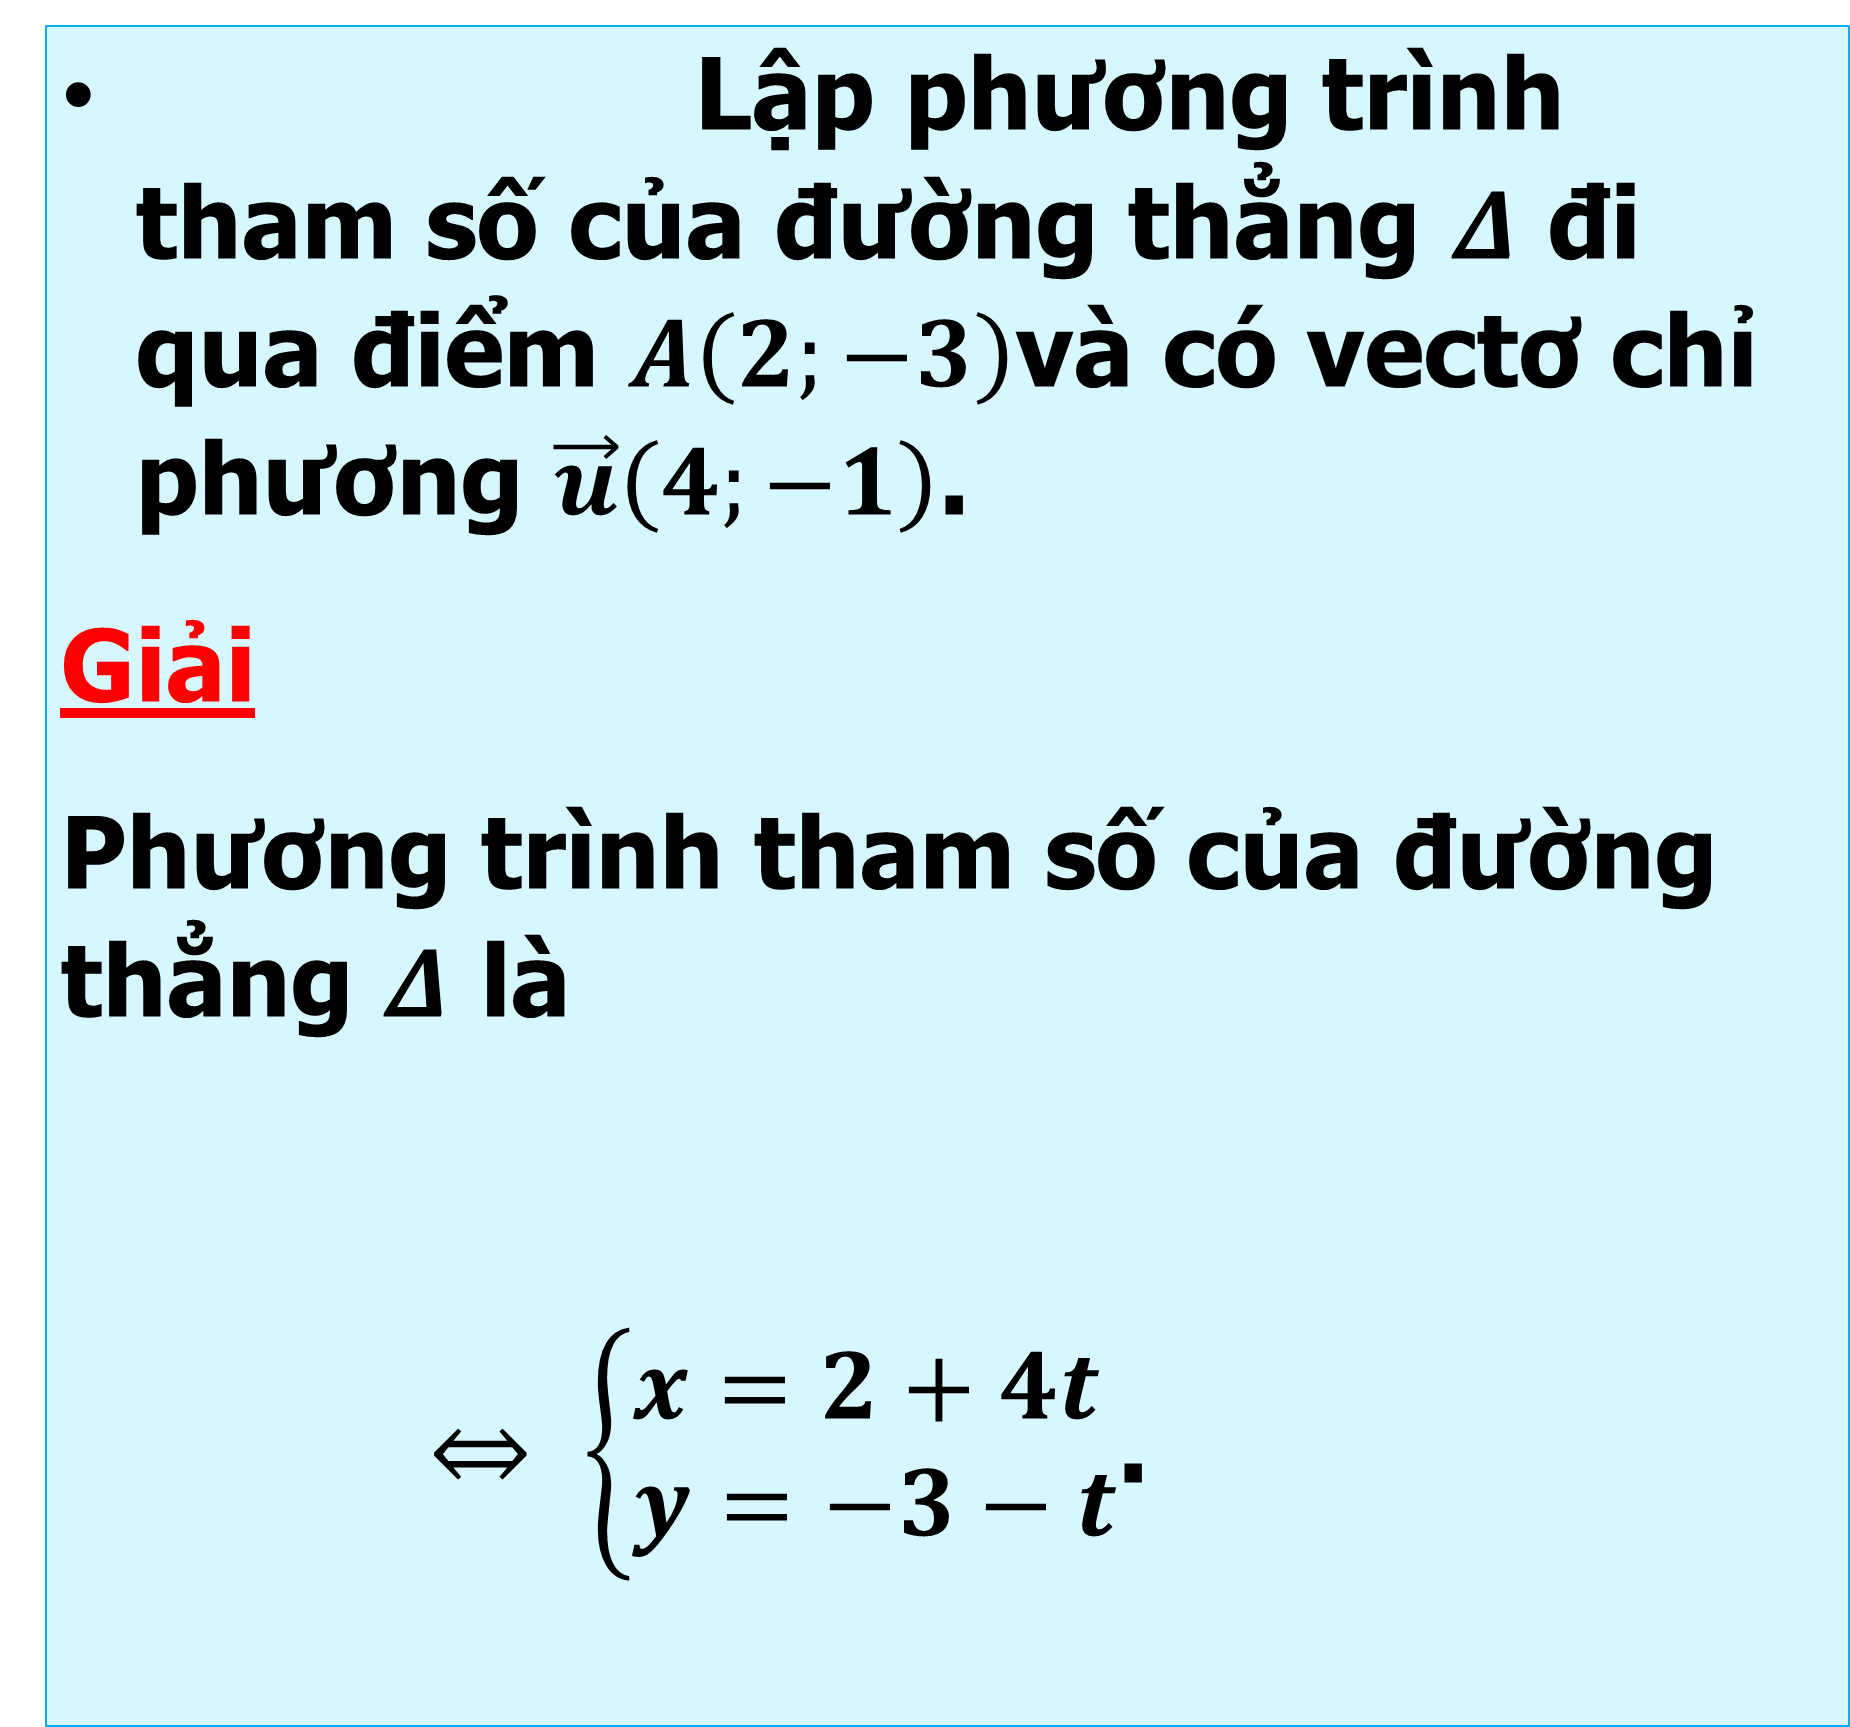 • Lập phương trình
tham số của đường thẳng Δ đi
qua điểm A(2; −3)và có vectơ chỉ
phương u⃗(4; −1).
Giải
Phương trình tham số của đường
thẳng Δ là
⇔ { x = 2 + 4t
y = −3 − t .